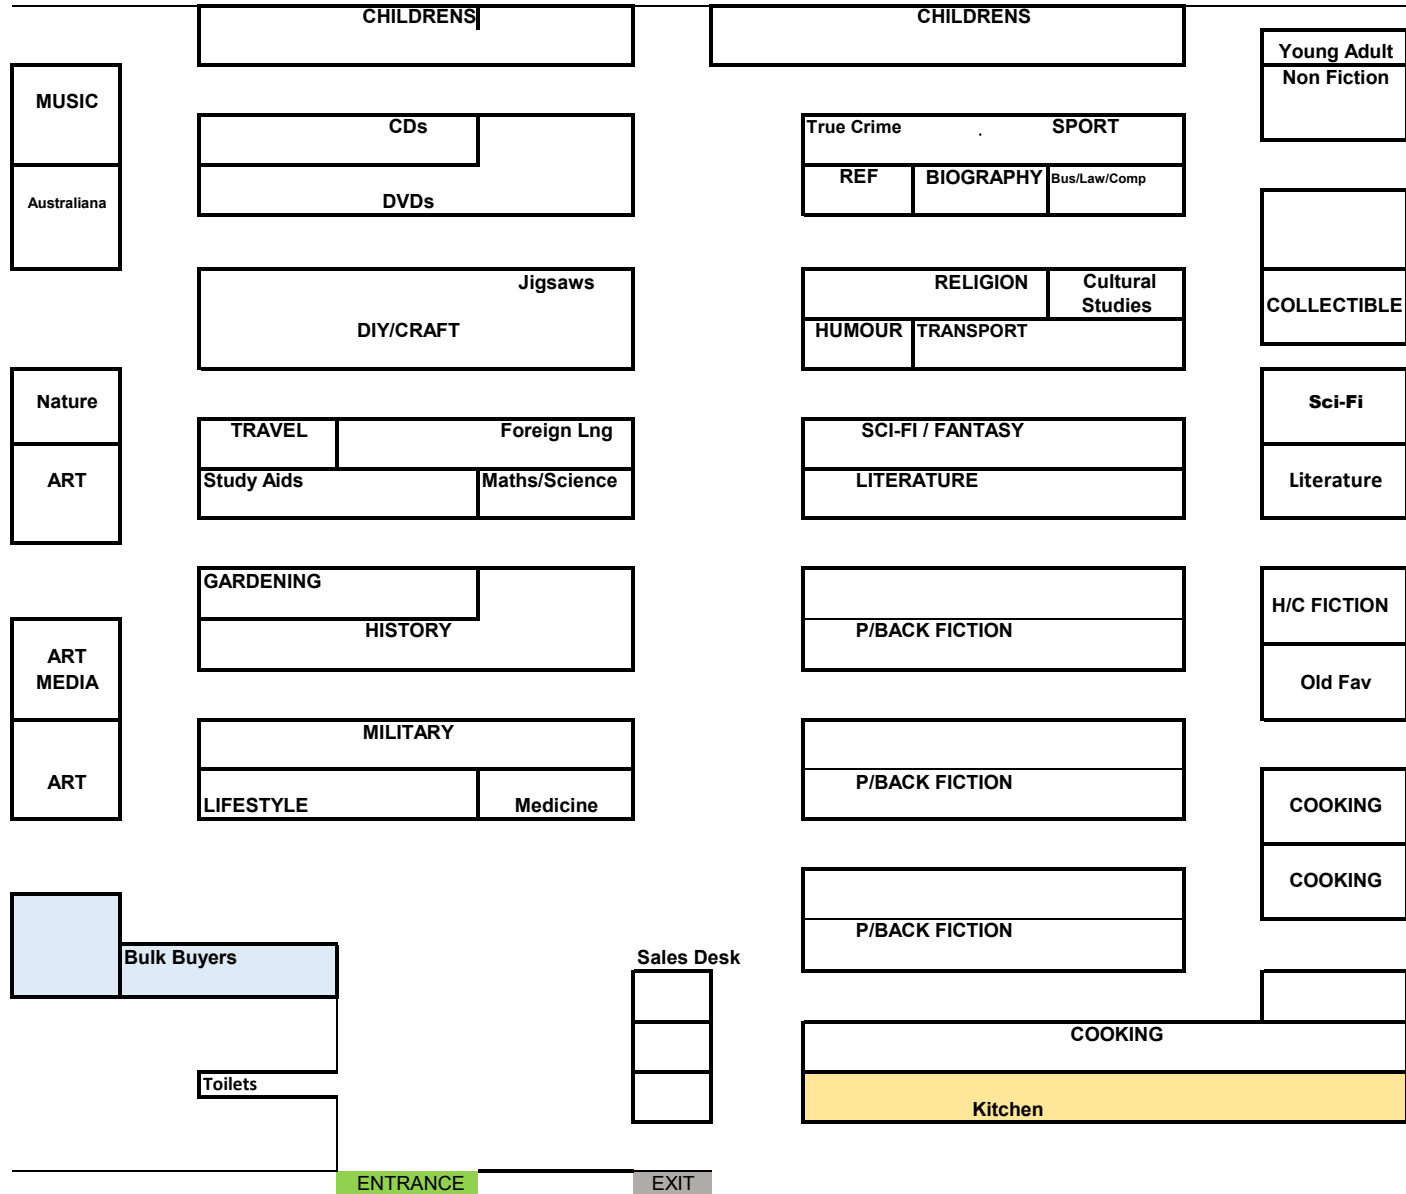 CHILDRENS
CHILDRENS
Young Adult
Non Fiction
MUSIC
CDs
True Crime . SPORT
REF
BIOGRAPHY
Bus/Law/Comp
Australiana
DVDs
Jigsaws
RELIGION
Cultural
Studies
COLLECTIBLE
DIY/CRAFT
HUMOUR
TRANSPORT
Nature
Sci-Fi
TRAVEL
Foreign Lng
SCI-FI / FANTASY
ART
Study Aids
Maths/Science
LITERATURE
Literature
GARDENING
H/C FICTION
HISTORY
P/BACK FICTION
ART
MEDIA
Old Fav
MILITARY
ART
P/BACK FICTION
LIFESTYLE
Medicine
COOKING
COOKING
P/BACK FICTION
Bulk Buyers
Sales Desk
COOKING
Toilets
Kitchen
ENTRANCE
EXIT